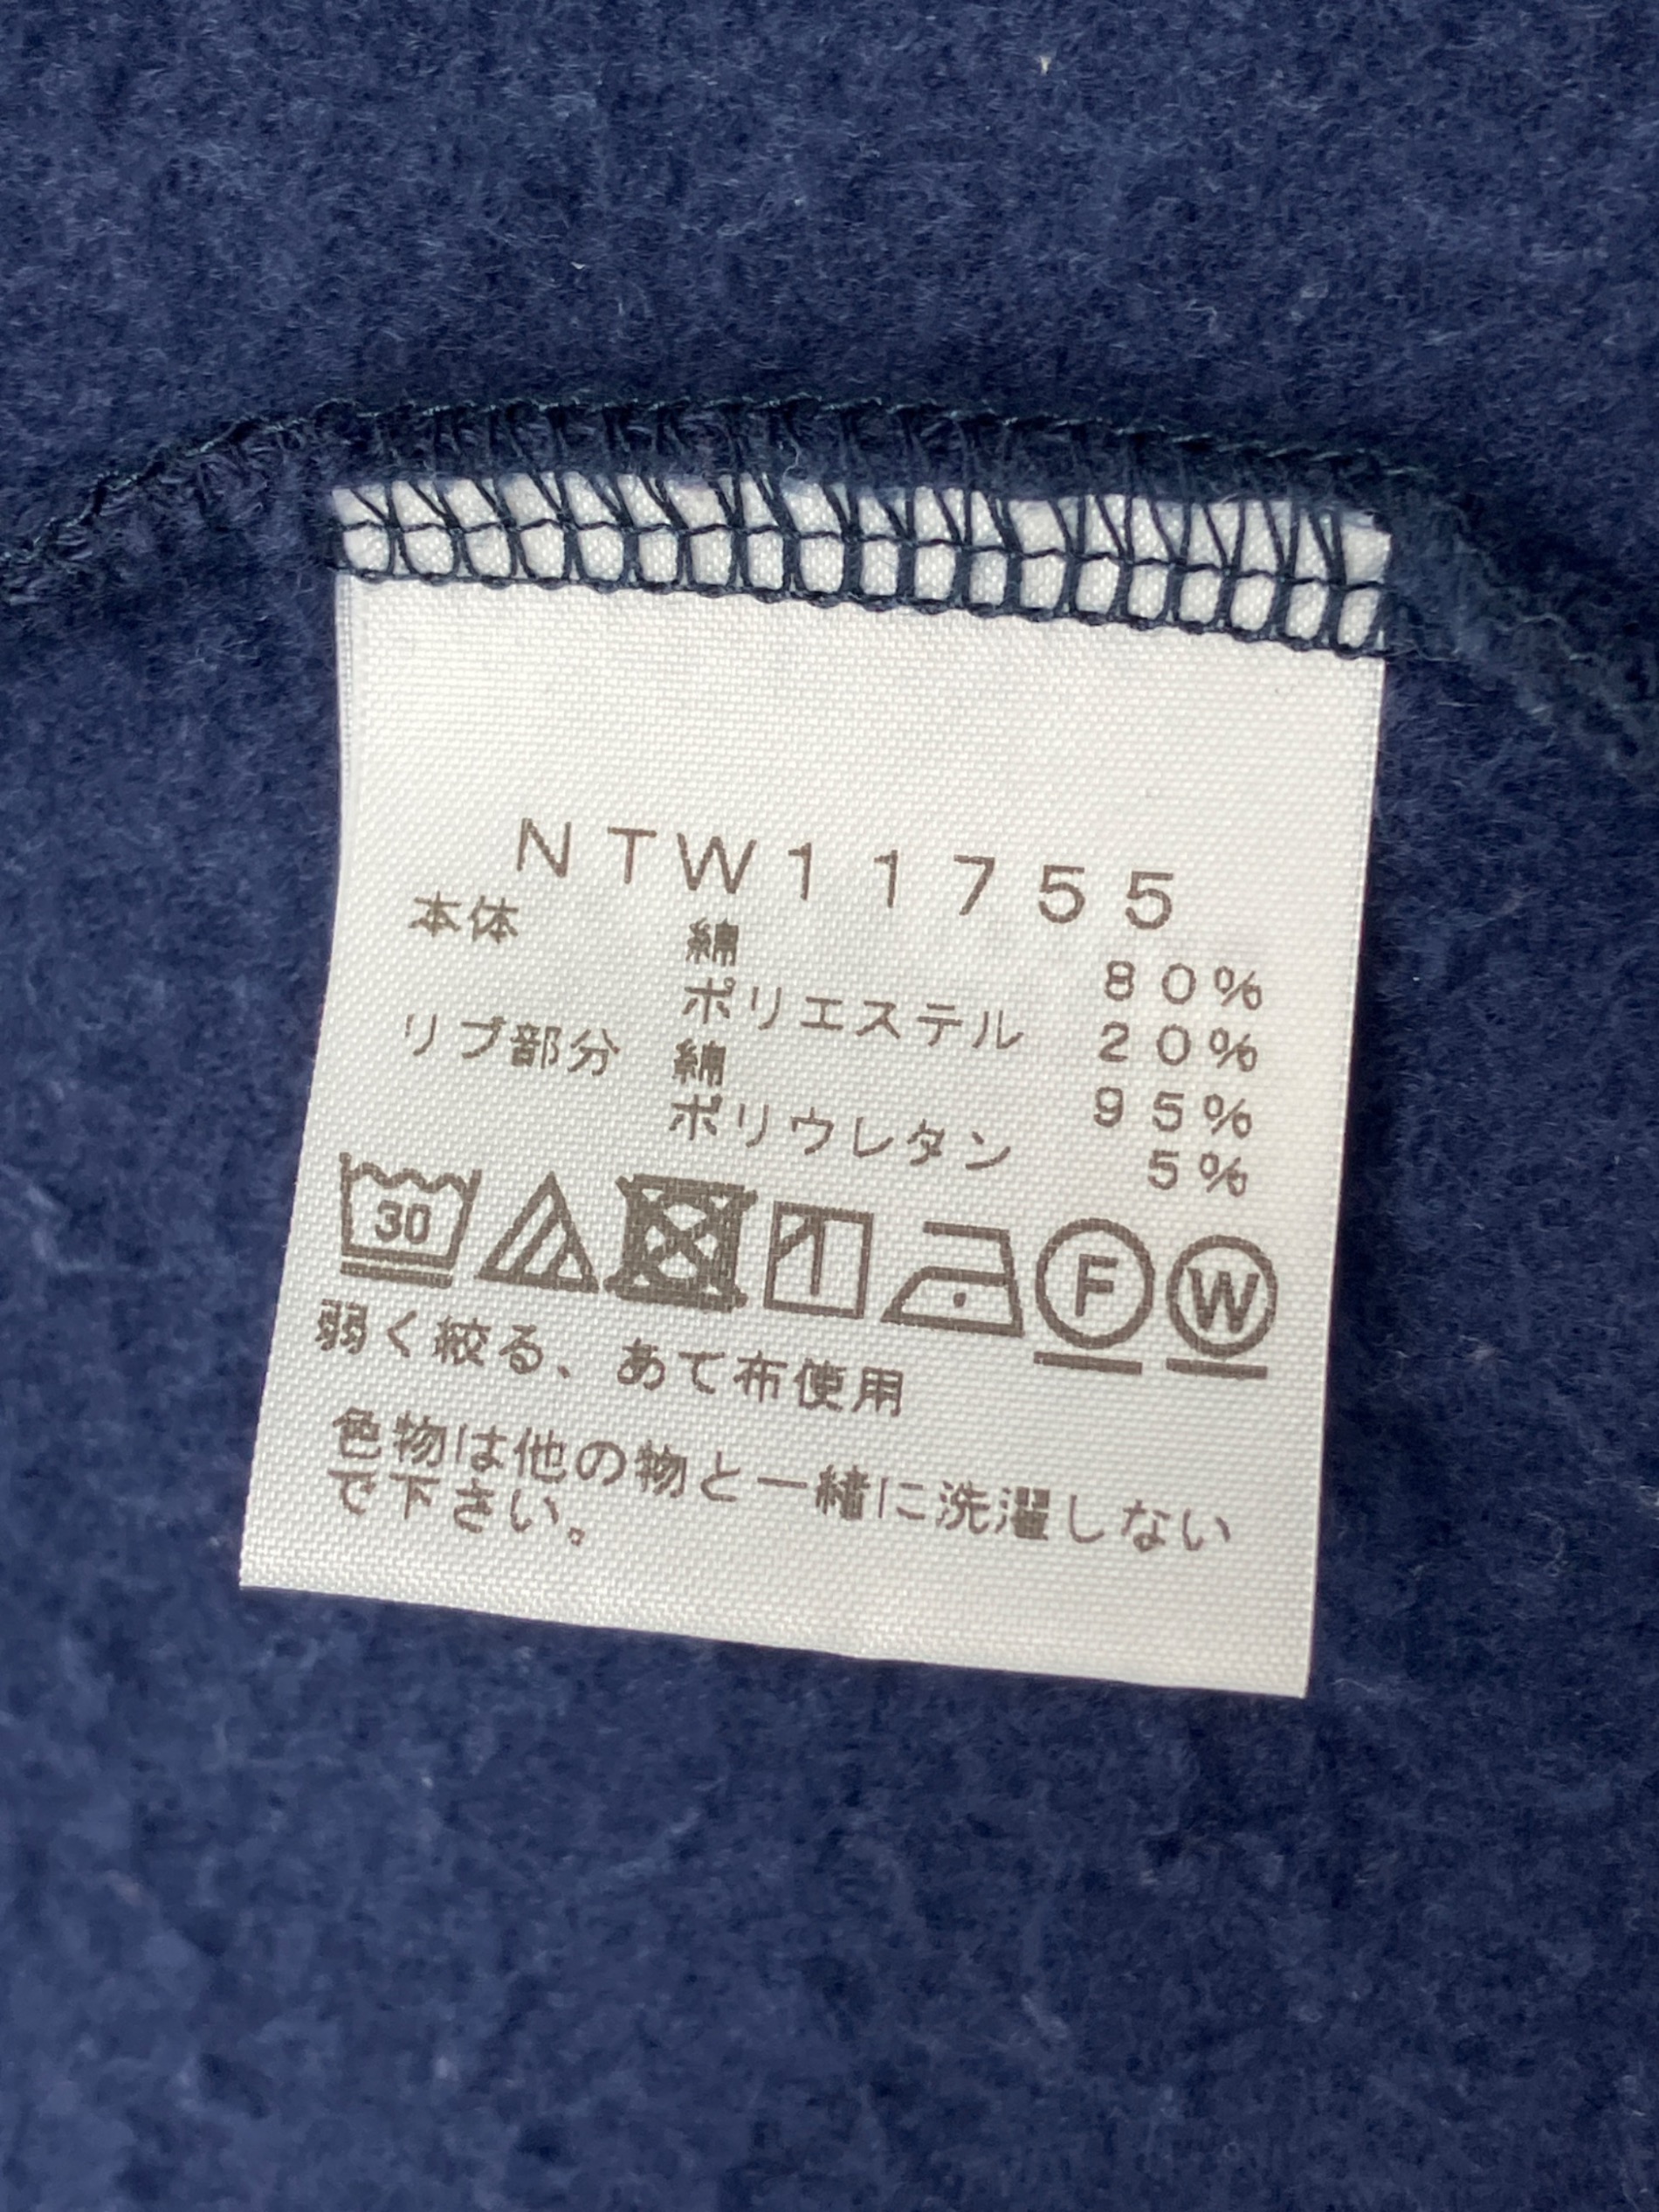 NTW11755
本体 綿 80%
ポリエステル 20%
リブ部分 綿 95%
ポリウレタン 5%
30 F W
弱く絞る、あて布使用
色物は他の物と一緒に洗濯しない
で下さい。